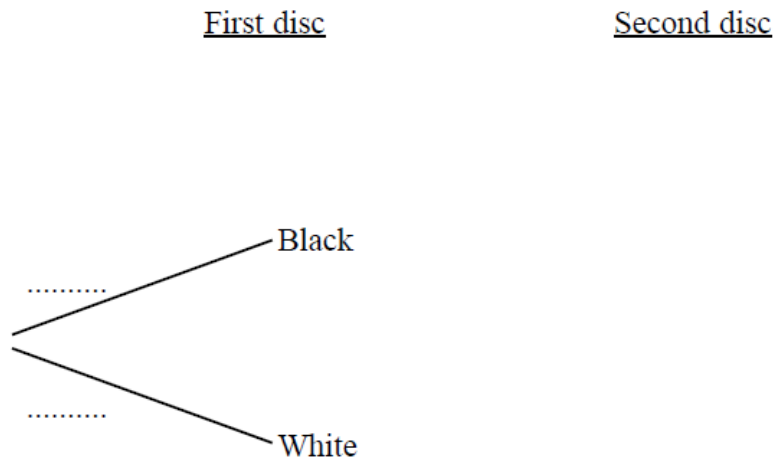 First disc
Second disc
Black
..........
..........
White